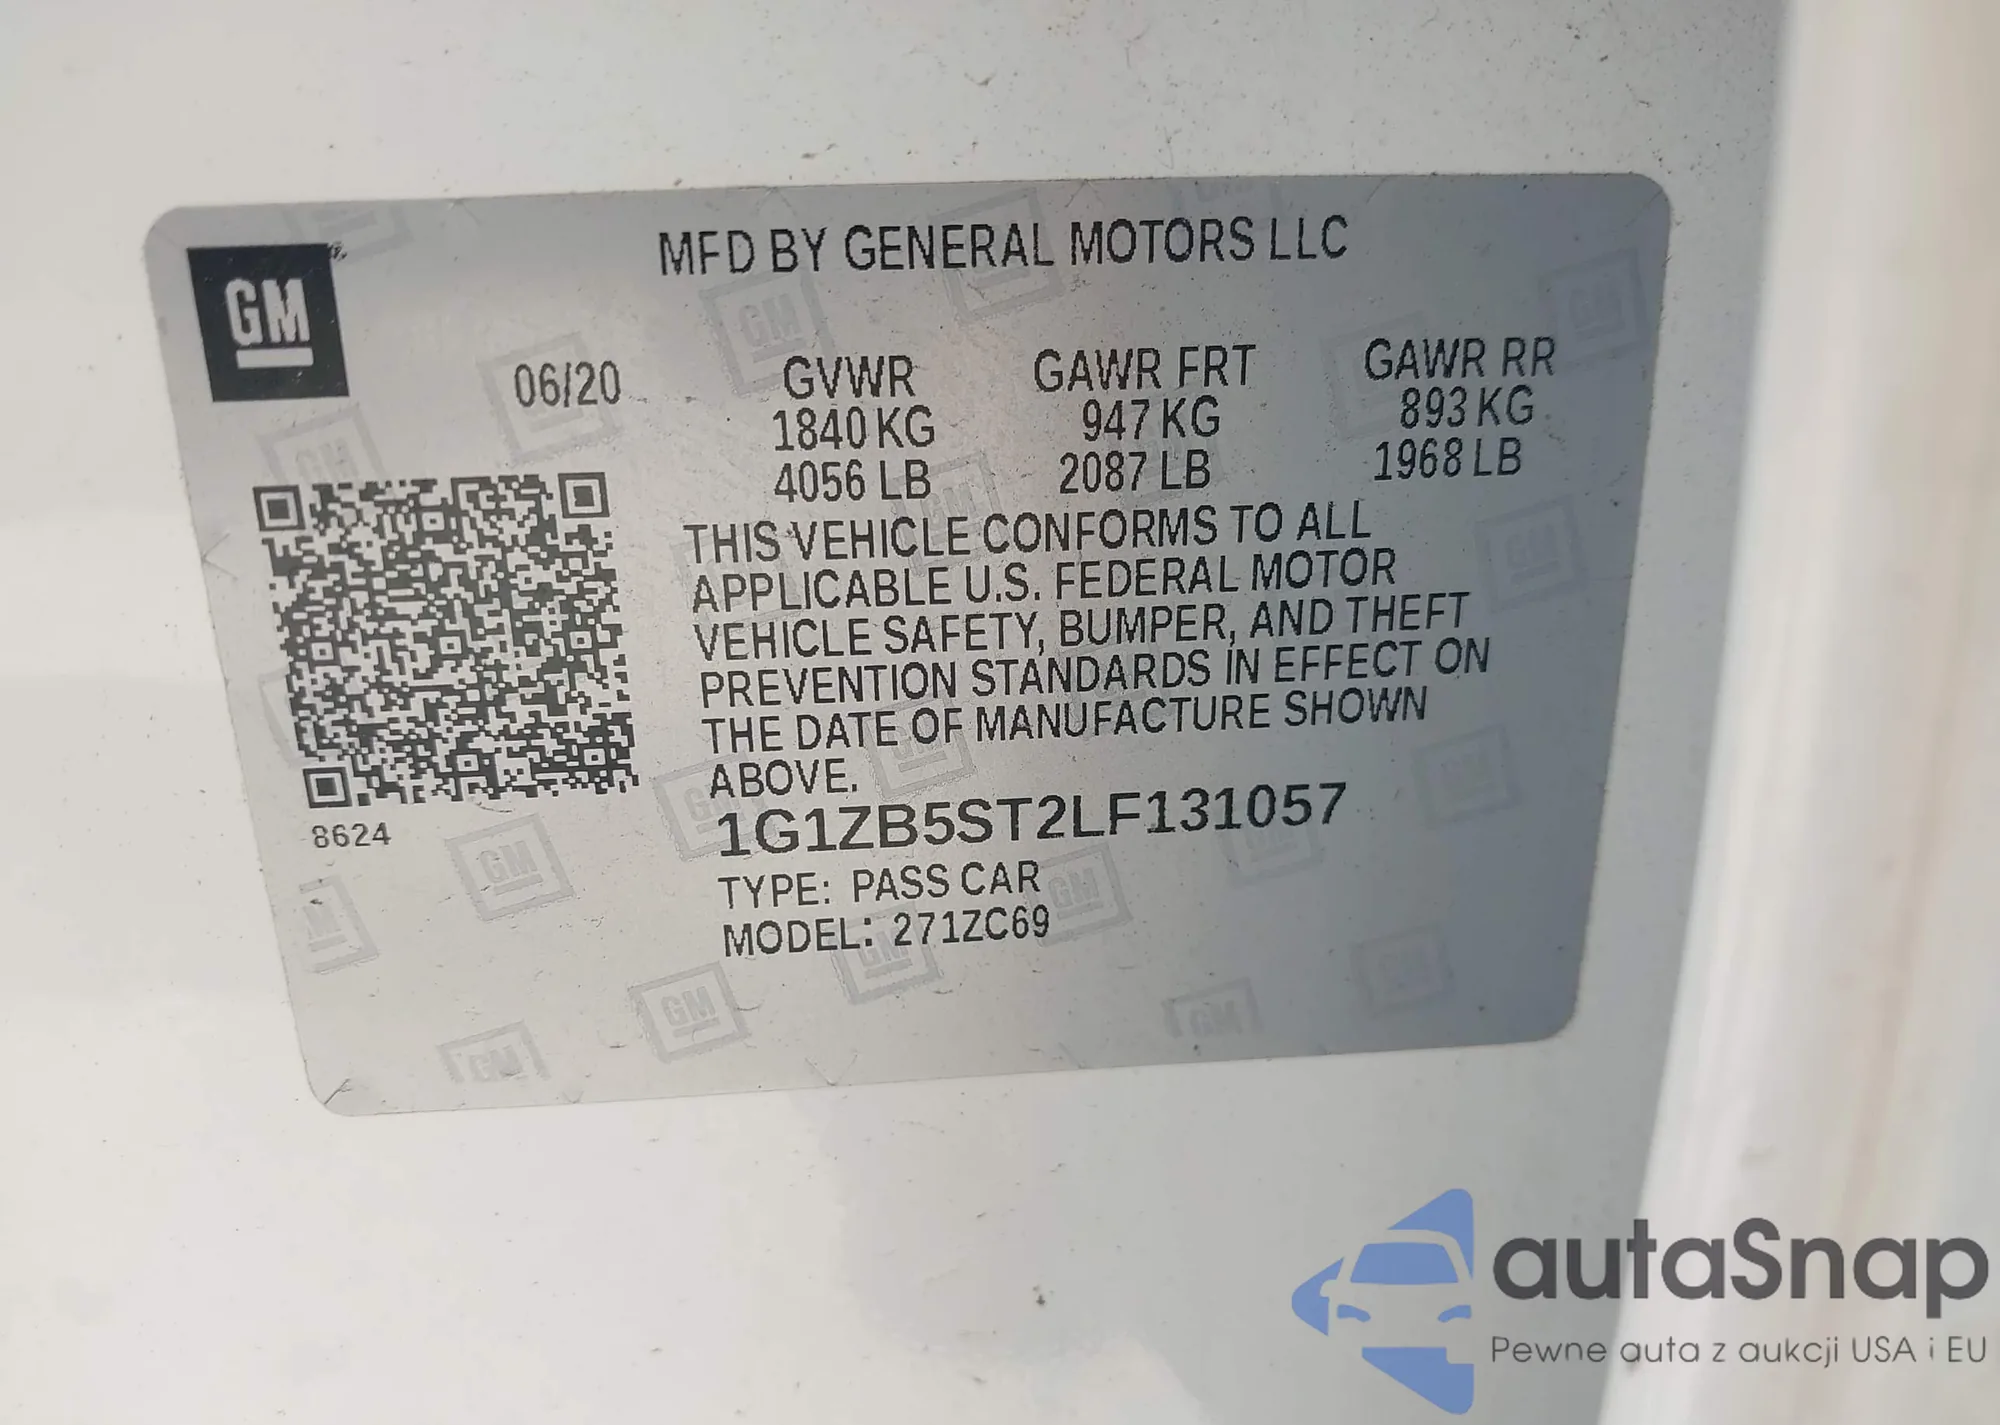 GM
MFD BY GENERAL MOTORS LLC
06/20
GVWR GAWR FRT GAWR RR
1840 KG 947 KG 893 KG
4056 LB 2087 LB 1968 LB
THIS VEHICLE CONFORMS TO ALL
APPLICABLE U.S. FEDERAL MOTOR
VEHICLE SAFETY, BUMPER, AND THEFT
PREVENTION STANDARDS IN EFFECT ON
THE DATE OF MANUFACTURE SHOWN
ABOVE.
8624
1G1ZB5ST2LF131057
TYPE: PASS CAR
MODEL: 271ZC69
autaSnap
Pewne auta z aukcji USA i EU